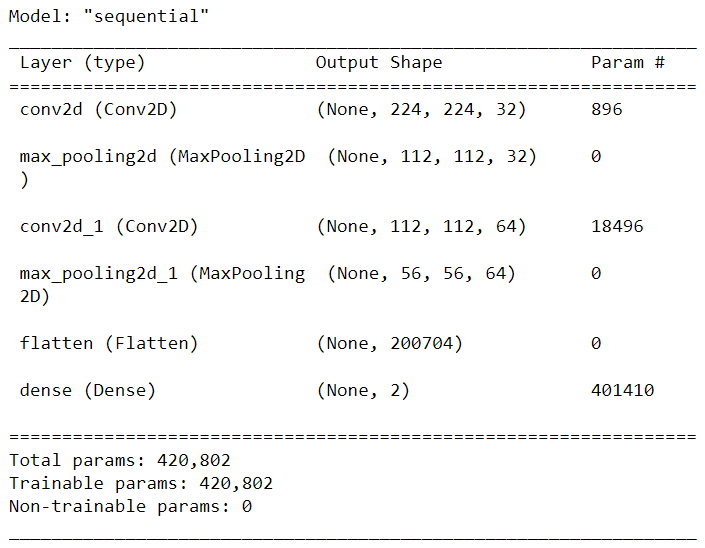 Model: "sequential"
_________________________________________________________________
Layer (type) Output Shape Param #
=================================================================
conv2d (Conv2D) (None, 224, 224, 32) 896
max_pooling2d (MaxPooling2D (None, 112, 112, 32) 0
)
conv2d_1 (Conv2D) (None, 112, 112, 64) 18496
max_pooling2d_1 (MaxPooling (None, 56, 56, 64) 0
2D)
flatten (Flatten) (None, 200704) 0
dense (Dense) (None, 2) 401410
=================================================================
Total params: 420,802
Trainable params: 420,802
Non-trainable params: 0
_________________________________________________________________